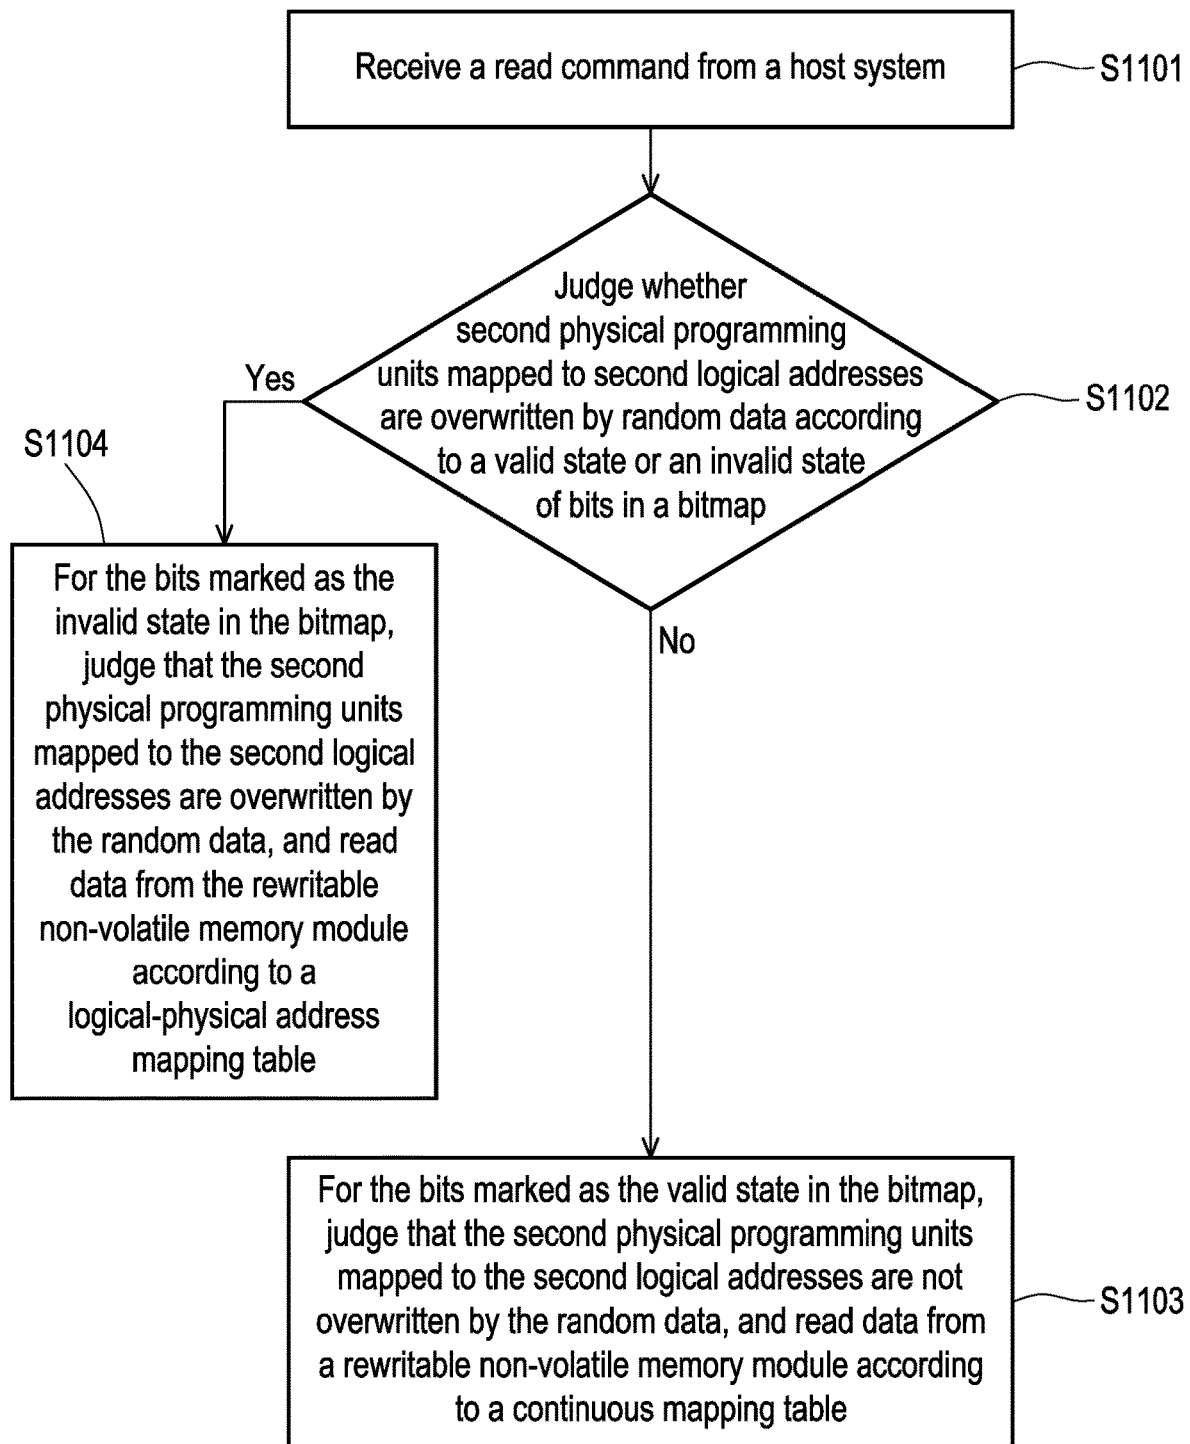 Receive a read command from a host system
S1101
Judge whether
second physical programming
units mapped to second logical addresses
are overwritten by random data according
to a valid state or an invalid state
of bits in a bitmap
S1102
Yes
S1104
For the bits marked as the
invalid state in the bitmap,
judge that the second
physical programming units
mapped to the second logical
addresses are overwritten by
the random data, and read
data from the rewritable
non-volatile memory module
according to a
logical-physical address
mapping table
No
For the bits marked as the valid state in the bitmap,
judge that the second physical programming units
mapped to the second logical addresses are not
overwritten by the random data, and read data from
a rewritable non-volatile memory module according
to a continuous mapping table
S1103